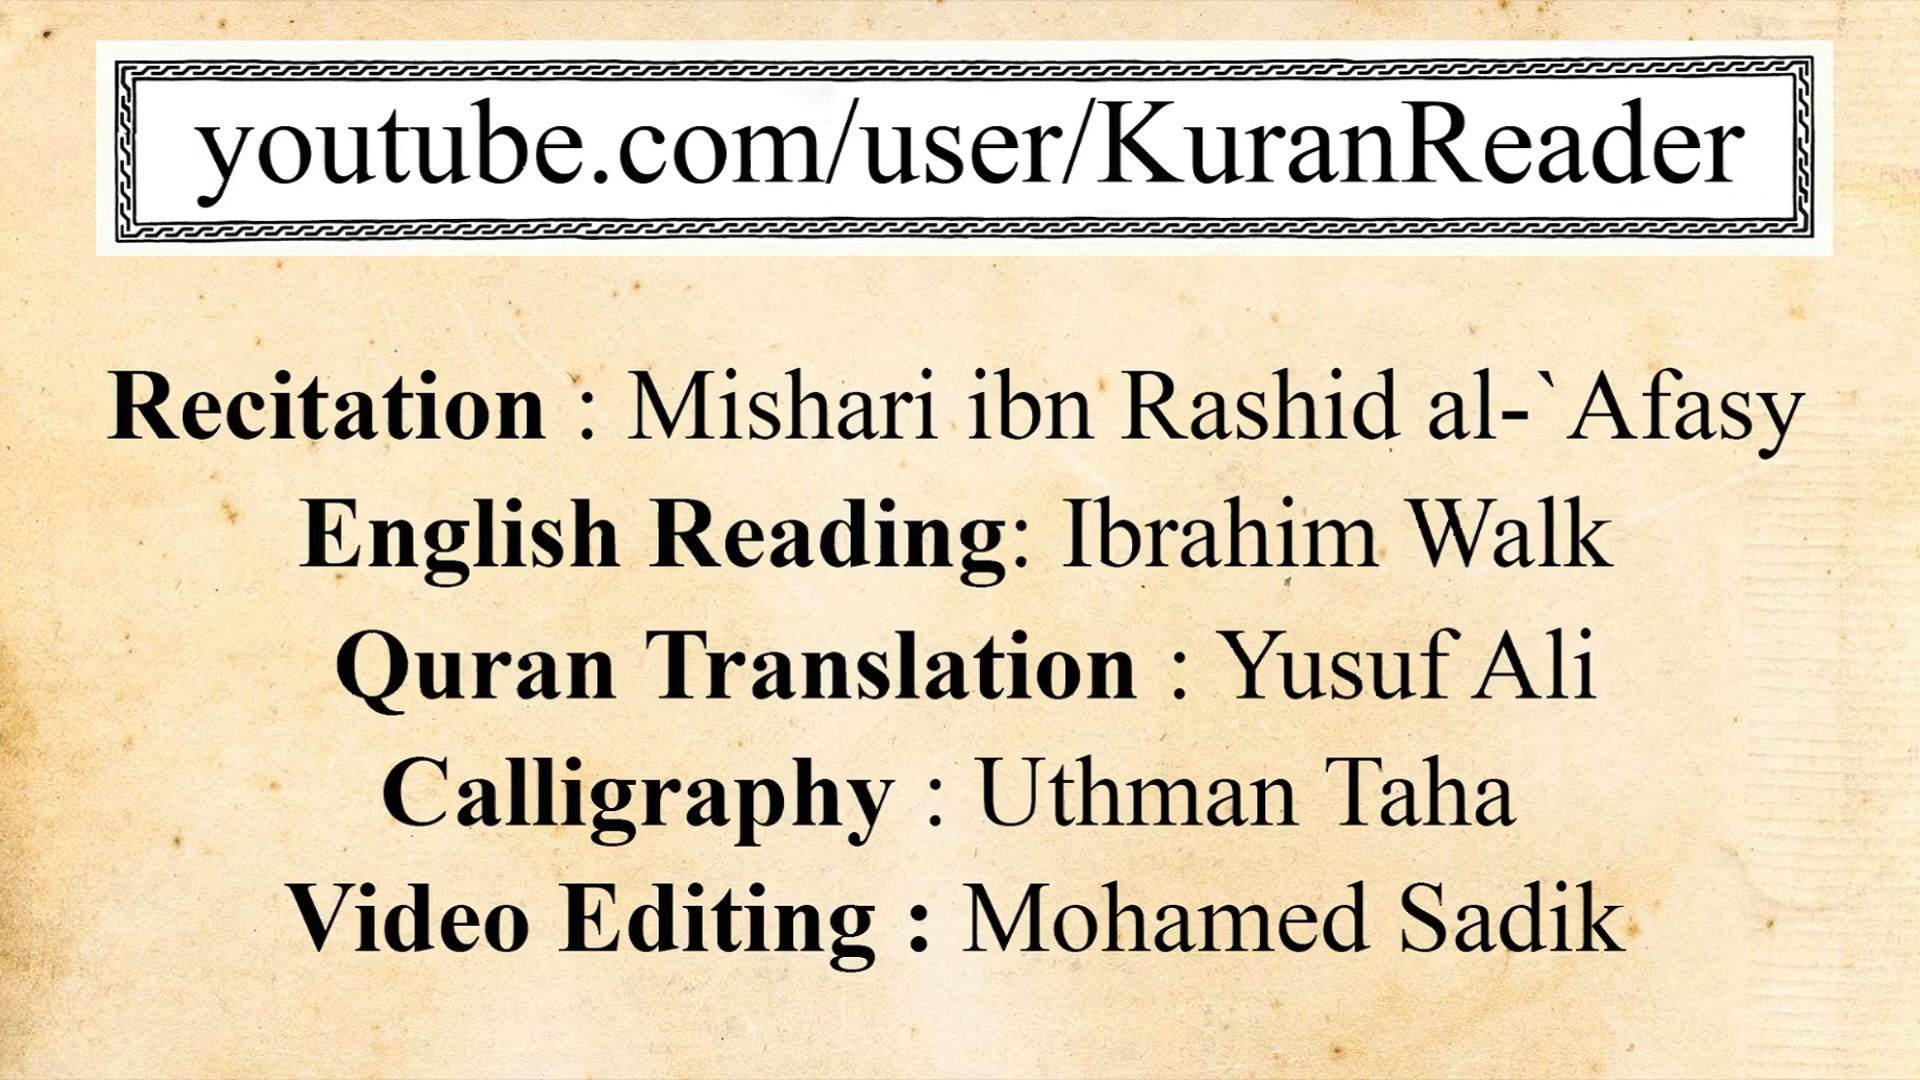 youtube.com/user/KuranReader
Recitation : Mishari ibn Rashid al-`Afasy
English Reading: Ibrahim Walk
Quran Translation : Yusuf Ali
Calligraphy : Uthman Taha
Video Editing : Mohamed Sadik